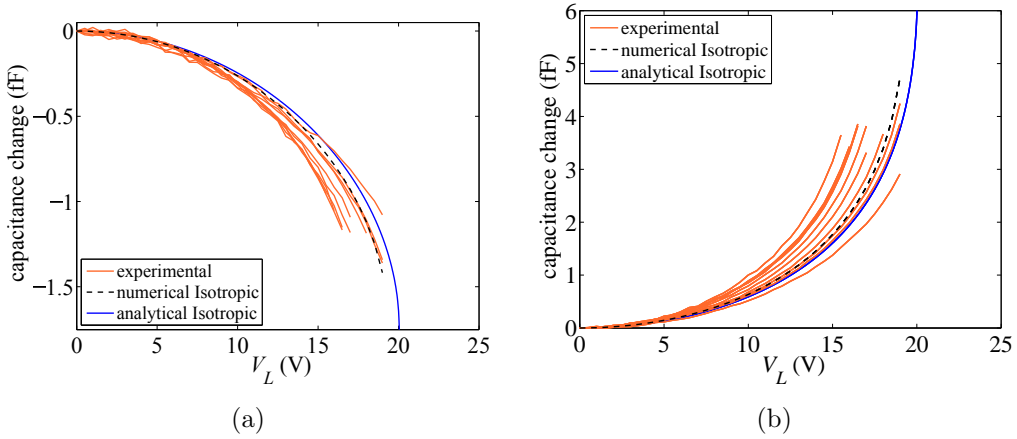 0
−0.5
−1
−1.5
0 5 10 15 20 25
capacitance change (fF)
V_L (V)
experimental
numerical Isotropic
analytical Isotropic
(a)
6
5
4
3
2
1
0
0 5 10 15 20 25
capacitance change (fF)
V_L (V)
experimental
numerical Isotropic
analytical Isotropic
(b)